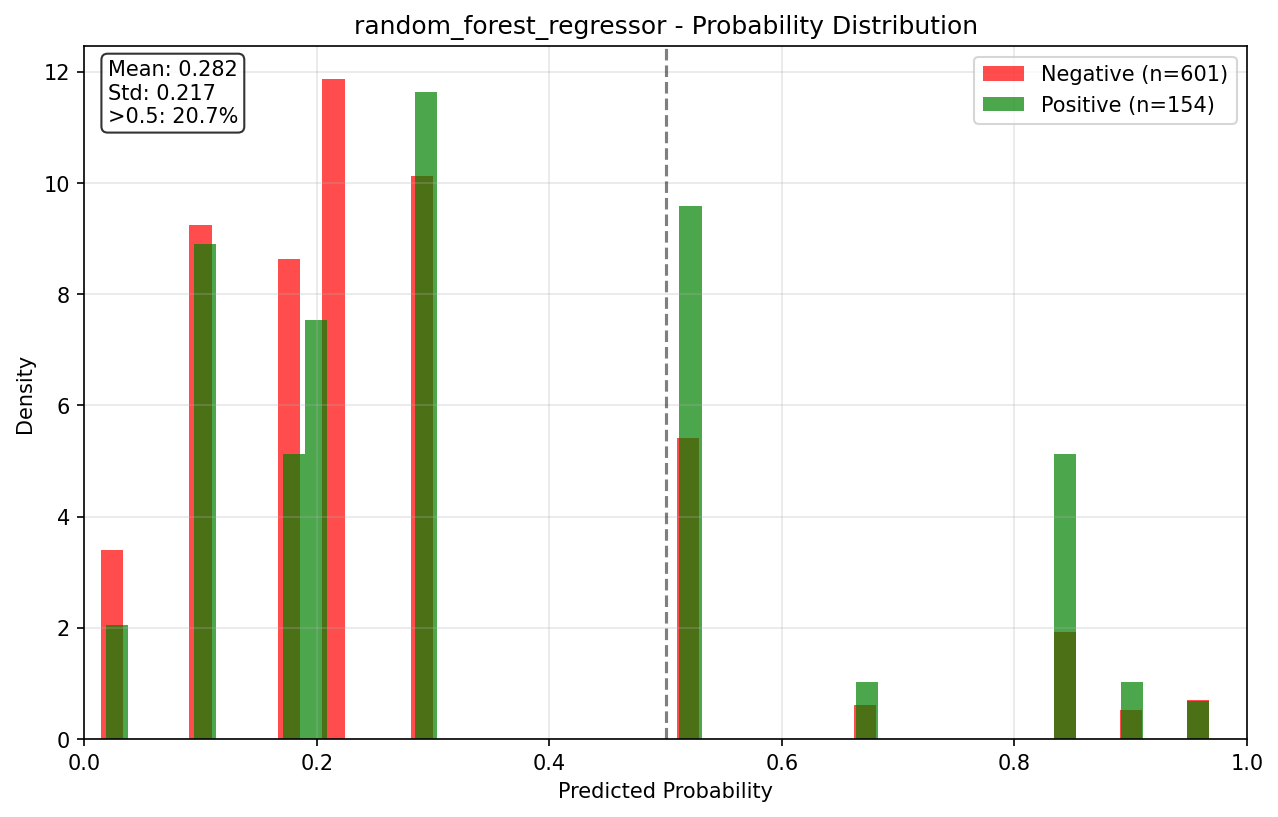 random_forest_regressor - Probability Distribution
Mean: 0.282
Std: 0.217
>0.5: 20.7%
Negative (n=601)
Positive (n=154)
12
10
8
6
4
2
0
Density
0.0 0.2 0.4 0.6 0.8 1.0
Predicted Probability